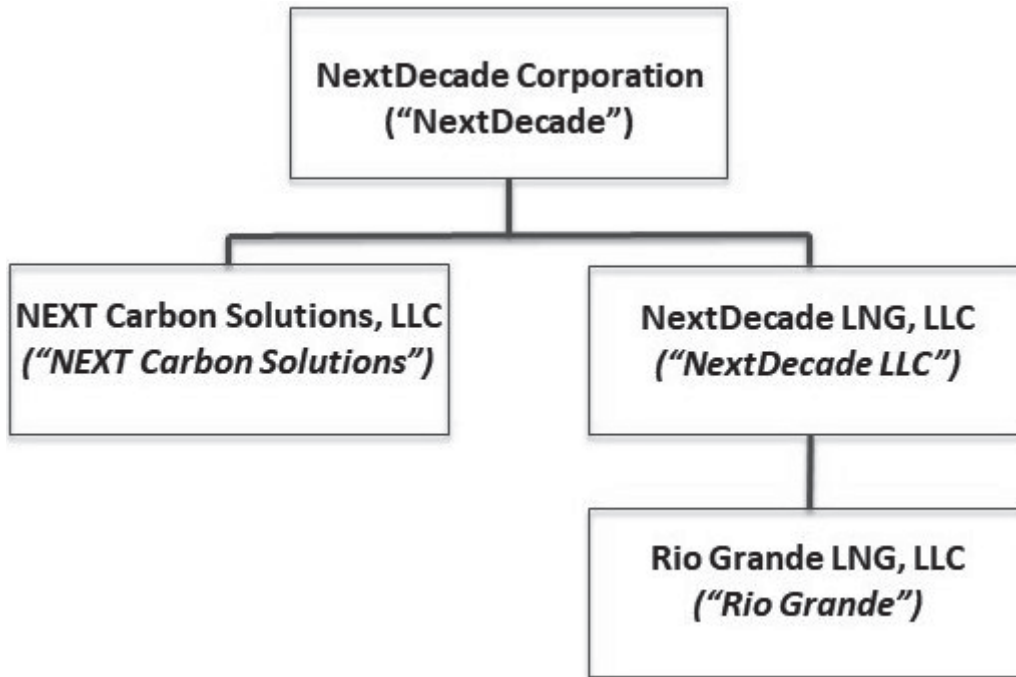 NextDecade Corporation
(“NextDecade”)
NEXT Carbon Solutions, LLC
(“NEXT Carbon Solutions”)
NextDecade LNG, LLC
(“NextDecade LLC”)
Rio Grande LNG, LLC
(“Rio Grande”)